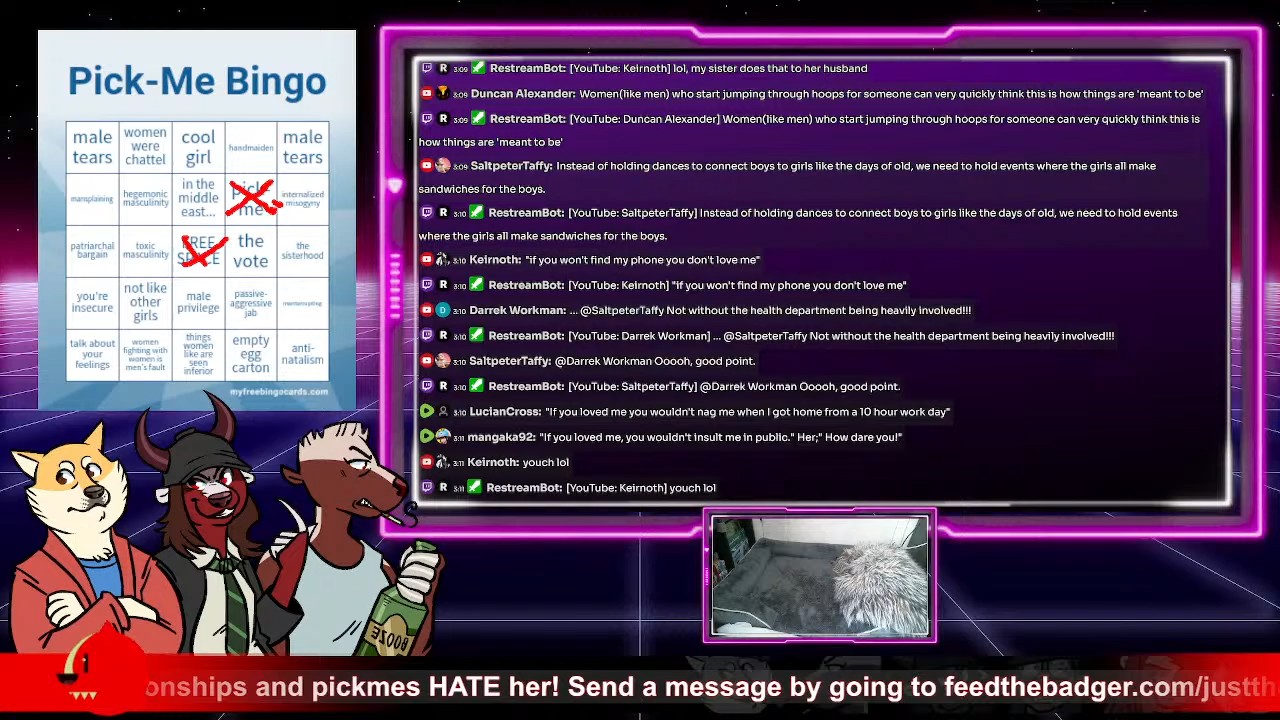 Pick-Me Bingo
male
tears
women
were
chattel
cool
girl
handmaiden
male
tears
mansplaining
hegemonic
masculinity
in the
middle
east...
pick-
me
internalized
misogyny
patriarchal
bargain
toxic
masculinity
FREE
SPACE
the
vote
the
sisterhood
you're
insecure
not like
other
girls
male
privilege
passive-
aggressive
jab
manterrupting
talk about
your
feelings
women
fighting with
women is
men's fault
things
women
like are
seen
inferior
empty
egg
carton
anti-
natalism
myfreebingocards.com
R 3:09 RestreamBot: [YouTube: Keirnoth] lol, my sister does that to her husband
3:09 Duncan Alexander: Women(like men) who start jumping through hoops for someone can very quickly think this is how things are 'meant to be'
R 3:09 RestreamBot: [YouTube: Duncan Alexander] Women(like men) who start jumping through hoops for someone can very quickly think this is
how things are 'meant to be'
3:09 SaltpeterTaffy: Instead of holding dances to connect boys to girls like the days of old, we need to hold events where the girls all make
sandwiches for the boys.
R 3:10 RestreamBot: [YouTube: SaltpeterTaffy] Instead of holding dances to connect boys to girls like the days of old, we need to hold events
where the girls all make sandwiches for the boys.
3:10 Keirnoth: "if you won't find my phone you don't love me"
R 3:10 RestreamBot: [YouTube: Keirnoth] "if you won't find my phone you don't love me"
D 3:10 Darrek Workman: ... @SaltpeterTaffy Not without the health department being heavily involved!!!
R 3:10 RestreamBot: [YouTube: Darrek Workman] ... @SaltpeterTaffy Not without the health department being heavily involved!!!
3:10 SaltpeterTaffy: @Darrek Workman Ooooh, good point.
R 3:10 RestreamBot: [YouTube: SaltpeterTaffy] @Darrek Workman Ooooh, good point.
3:10 LucianCross: "If you loved me you wouldn't nag me when I got home from a 10 hour work day"
3:11 mangaka92: "If you loved me, you wouldn't insult me in public." Her;" How dare you!"
3:11 Keirnoth: youch lol
R 3:11 RestreamBot: [YouTube: Keirnoth] youch lol
BOOZE
onships and pickmes HATE her! Send a message by going to feedthebadger.com/justth